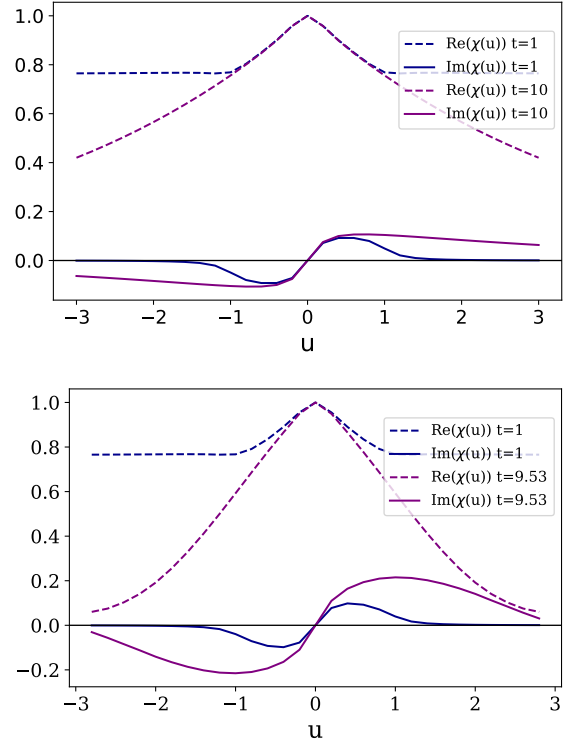 1.0
0.8
0.6
0.4
0.2
0.0
Re(χ(u)) t=1
Im(χ(u)) t=1
Re(χ(u)) t=10
Im(χ(u)) t=10
−3 −2 −1 0 1 2 3
u
1.0
0.8
0.6
0.4
0.2
0.0
−0.2
Re(χ(u)) t=1
Im(χ(u)) t=1
Re(χ(u)) t=9.53
Im(χ(u)) t=9.53
−3 −2 −1 0 1 2 3
u